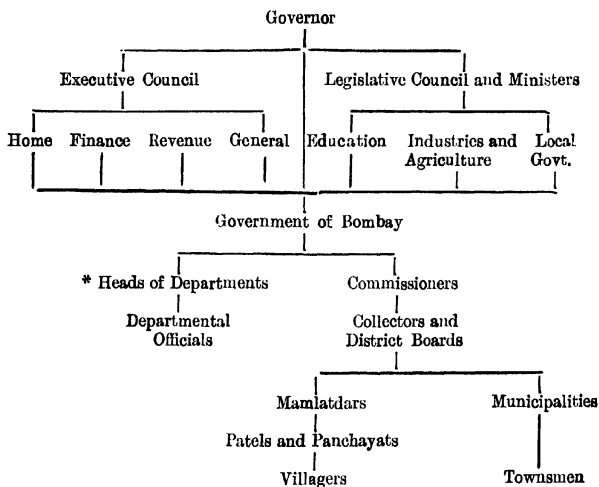 Governor
Executive Council Legislative Council and Ministers
Home Finance Revenue General Education Industries and Local
Agriculture Govt.
Government of Bombay
* Heads of Departments Commissioners
Departmental Collectors and
Officials District Boards
Mamlatdars Municipalities
Patels and Panchayats
Villagers Townsmen